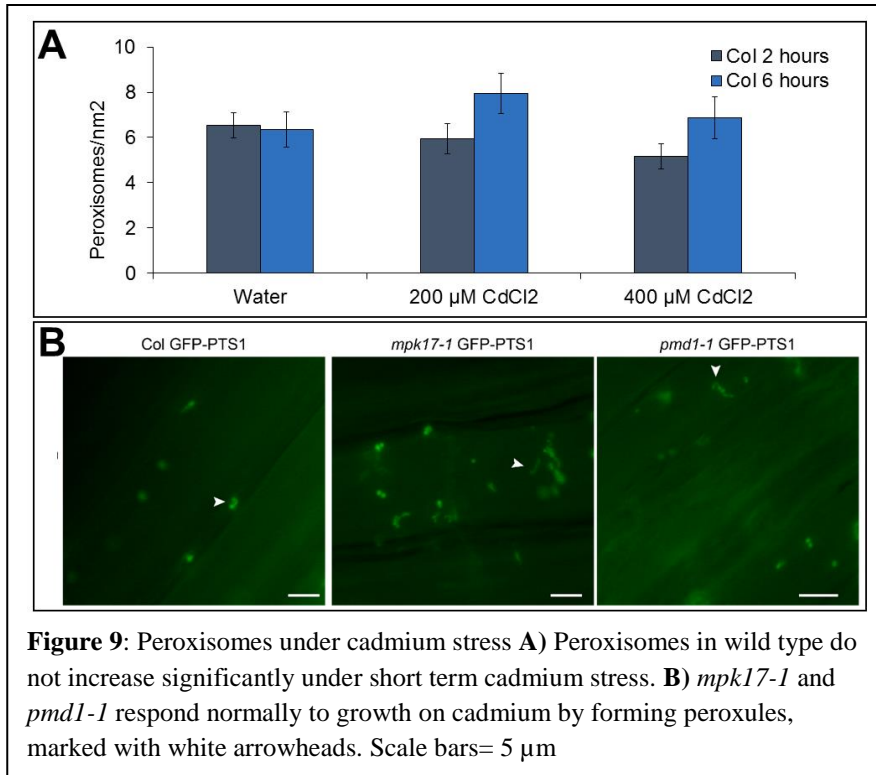 A
10
8
6
4
2
0
Peroxisomes/nm2
Col 2 hours
Col 6 hours
Water
200 µM CdCl2
400 µM CdCl2
B
Col GFP-PTS1
mpk17-1 GFP-PTS1
pmd1-1 GFP-PTS1
Figure 9: Peroxisomes under cadmium stress A) Peroxisomes in wild type do
not increase significantly under short term cadmium stress. B) mpk17-1 and
pmd1-1 respond normally to growth on cadmium by forming peroxules,
marked with white arrowheads. Scale bars= 5 µm